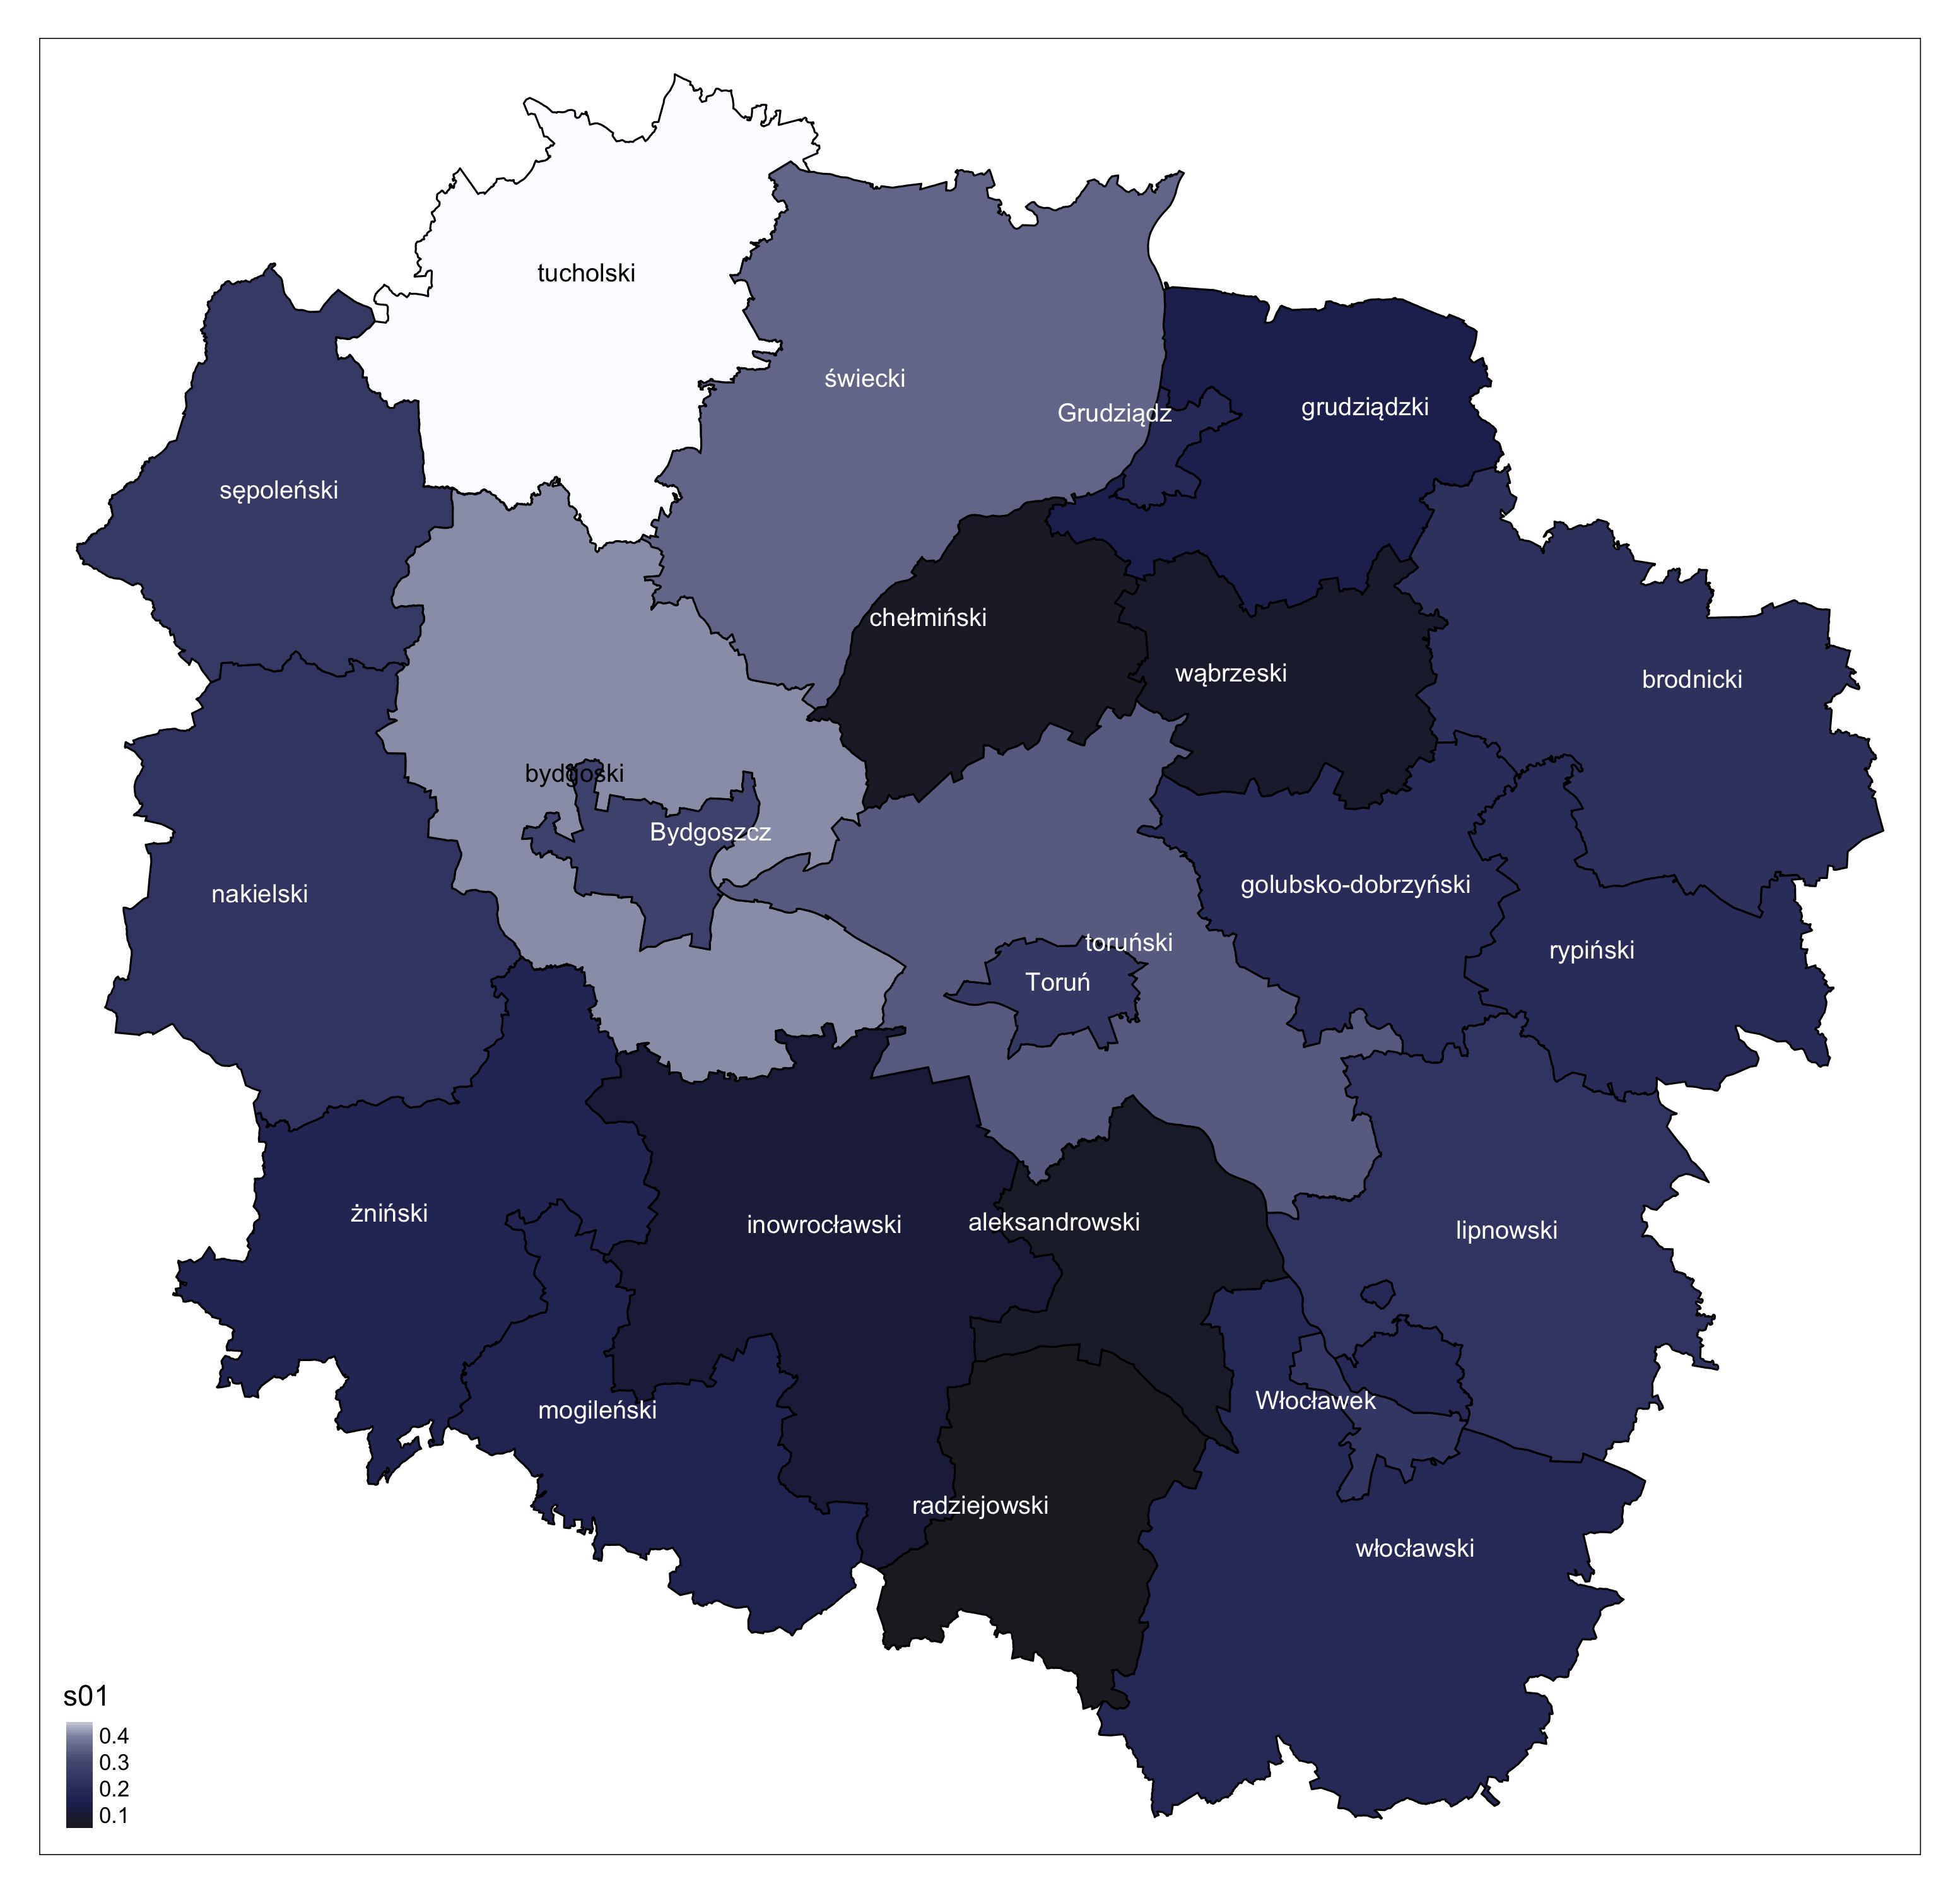 tucholski
świecki
Grudziądz
grudziądzki
sępoleński
chełmiński
wąbrzeski
brodnicki
bydgoski
Bydgoszcz
nakielski
golubsko-dobrzyński
toruński
rypiński
Toruń
żniński
inowrocławski
aleksandrowski
lipnowski
mogileński
Włocławek
radziejowski
włocławski
s01
0.4
0.3
0.2
0.1